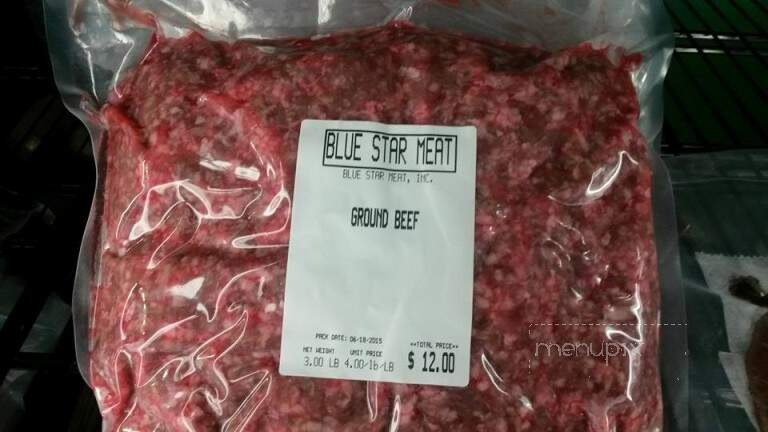 BLUE STAR MEAT
BLUE STAR MEAT, INC.
GROUND BEEF
PACK DATE: 06-18-2015
**TOTAL PRICE**
NET WEIGHT UNIT PRICE
3.00 LB 4.00/lb/LB
$ 12.00
menupix